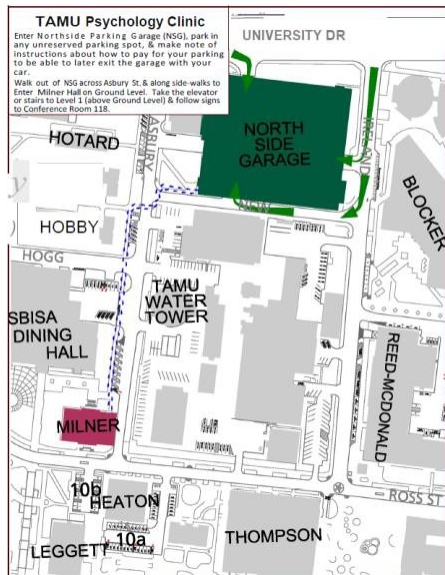 TAMU Psychology Clinic
Enter Northside Parking Garage (NSG), park in
any unreserved parking spot, & make note of
instructions about how to pay for your parking
to be able to later exit the garage with your
car.
Walk out of NSG across Asbury St. & along side-walks to
Enter Milner Hall on Ground Level. Take the elevator
or stairs to Level 1 (above Ground Level) & follow signs
to Conference Room 118.
UNIVERSITY DR
ASBURY
NORTH
SIDE
GARAGE
IRELAND
HOTARD
BLOCKER
HOBBY
NEW
HOGG
TAMU
WATER
TOWER
SBISA
DINING
HALL
REED-MCDONALD
MILNER
10b
HEATON
ROSS ST
THOMPSON
LEGGETT
10a